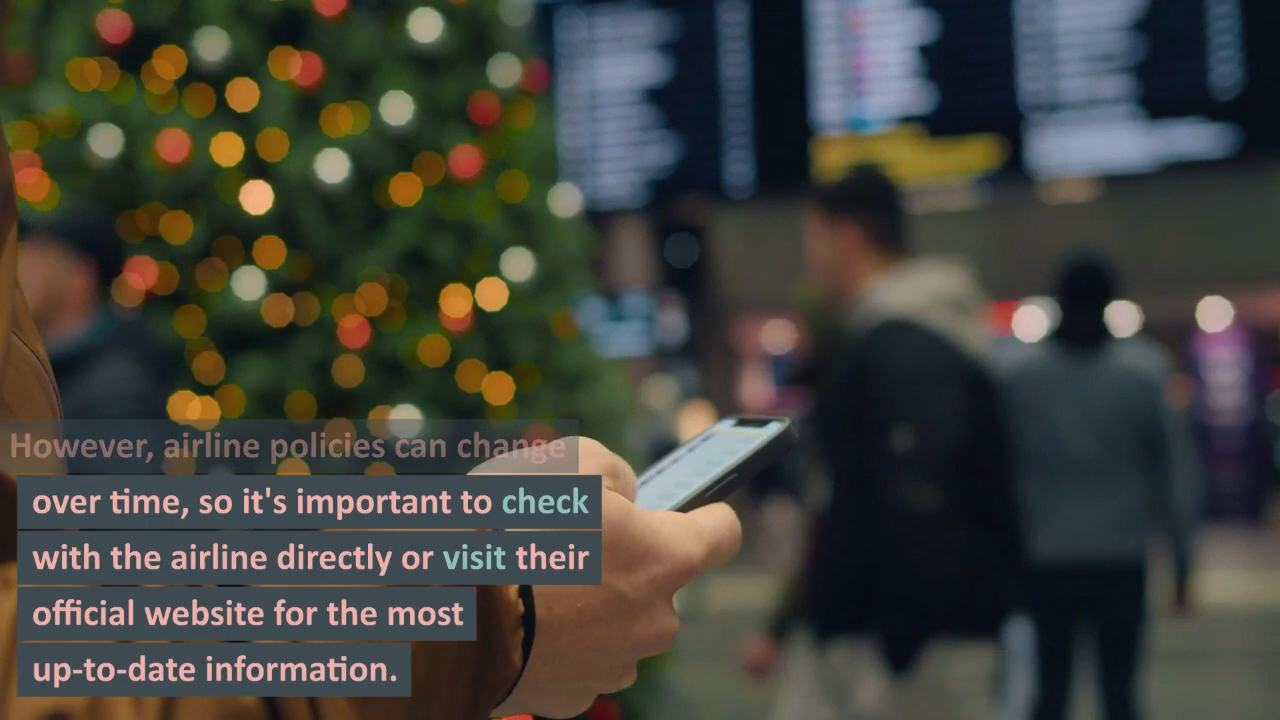 However, airline policies can change
over time, so it's important to check
with the airline directly or visit their
official website for the most
up-to-date information.